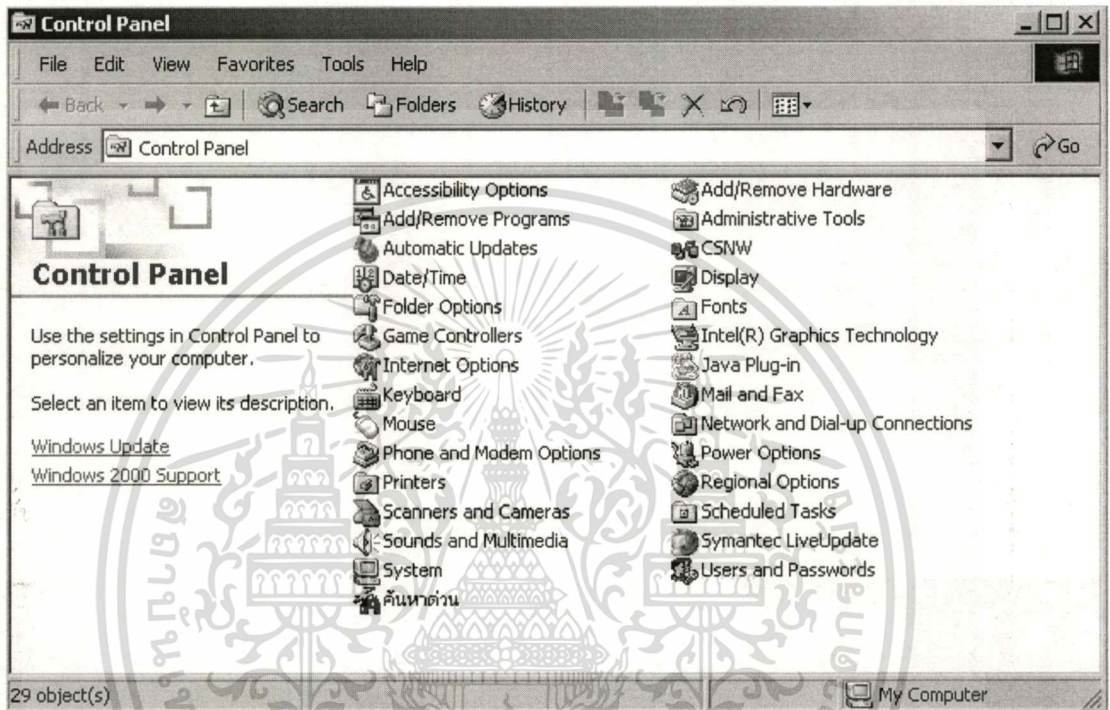 Control Panel
File Edit View Favorites Tools Help
Back Search Folders History
Address Control Panel Go
Control Panel
Use the settings in Control Panel to
personalize your computer.
Select an item to view its description.
Windows Update
Windows 2000 Support
Accessibility Options
Add/Remove Programs
Automatic Updates
Date/Time
Folder Options
Game Controllers
Internet Options
Keyboard
Mouse
Phone and Modem Options
Printers
Scanners and Cameras
Sounds and Multimedia
System
ค้นหาด่วน
Add/Remove Hardware
Administrative Tools
CSNW
Display
Fonts
Intel(R) Graphics Technology
Java Plug-in
Mail and Fax
Network and Dial-up Connections
Power Options
Regional Options
Scheduled Tasks
Symantec LiveUpdate
Users and Passwords
29 object(s) My Computer